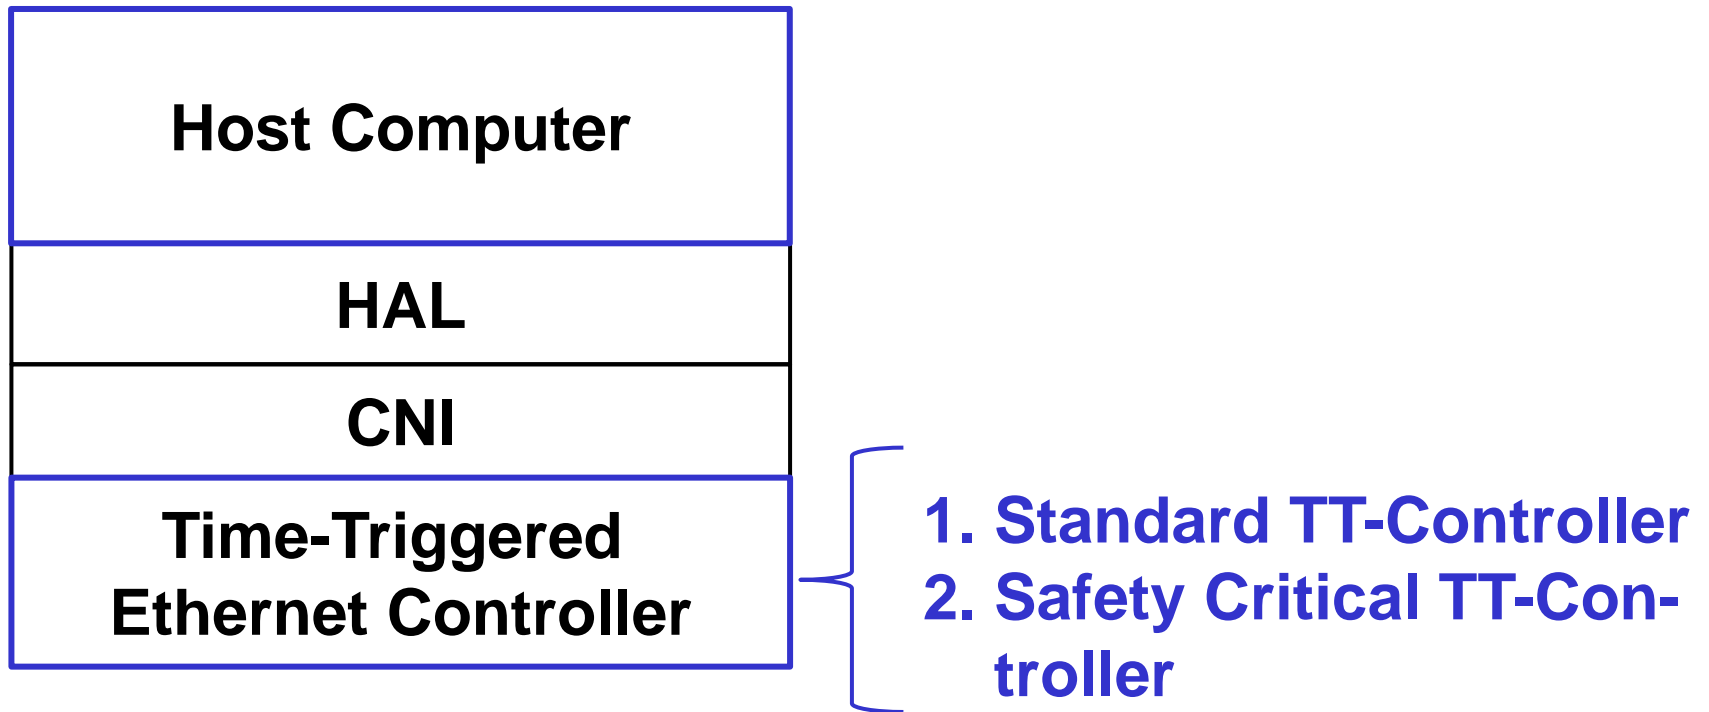 Host Computer
HAL
CNI
Time-Triggered
Ethernet Controller
1. Standard TT-Controller
2. Safety Critical TT-Con-
troller